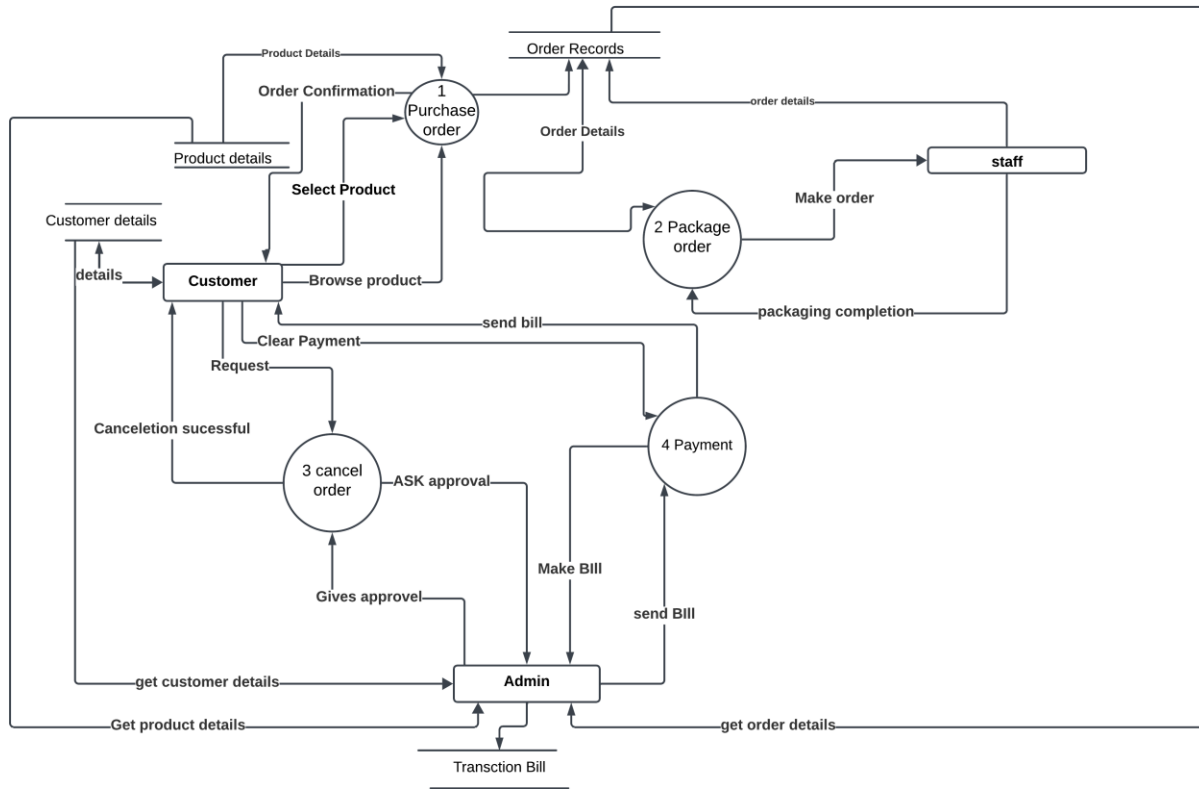 Order Records
Product Details
Order Confirmation
1
Purchase
order
order details
Order Details
Product details
staff
Select Product
Make order
Customer details
2 Package
order
details
Customer
Browse product
packaging completion
send bill
Clear Payment
Request
Canceletion sucessful
4 Payment
3 cancel
order
ASK approval
Make BIll
Gives approvel
send BIll
Admin
get customer details
Get product details
get order details
Transction Bill